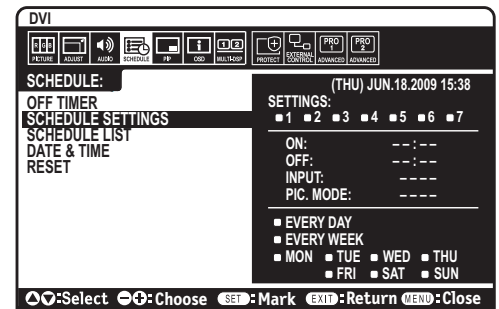 DVI
RGB
PICTURE ADJUST AUDIO SCHEDULE PIP OSD MULTI-DSP PROTECT EXTERNAL CONTROL PRO 1 ADVANCED PRO 2 ADVANCED
SCHEDULE:
OFF TIMER
SCHEDULE SETTINGS
SCHEDULE LIST
DATE & TIME
RESET
(THU) JUN.18.2009 15:38
SETTINGS:
1 2 3 4 5 6 7
ON: --:--
OFF: --:--
INPUT: ----
PIC. MODE: ----
EVERY DAY
EVERY WEEK
MON TUE WED THU
FRI SAT SUN
Select Choose SET:Mark EXIT:Return MENU:Close